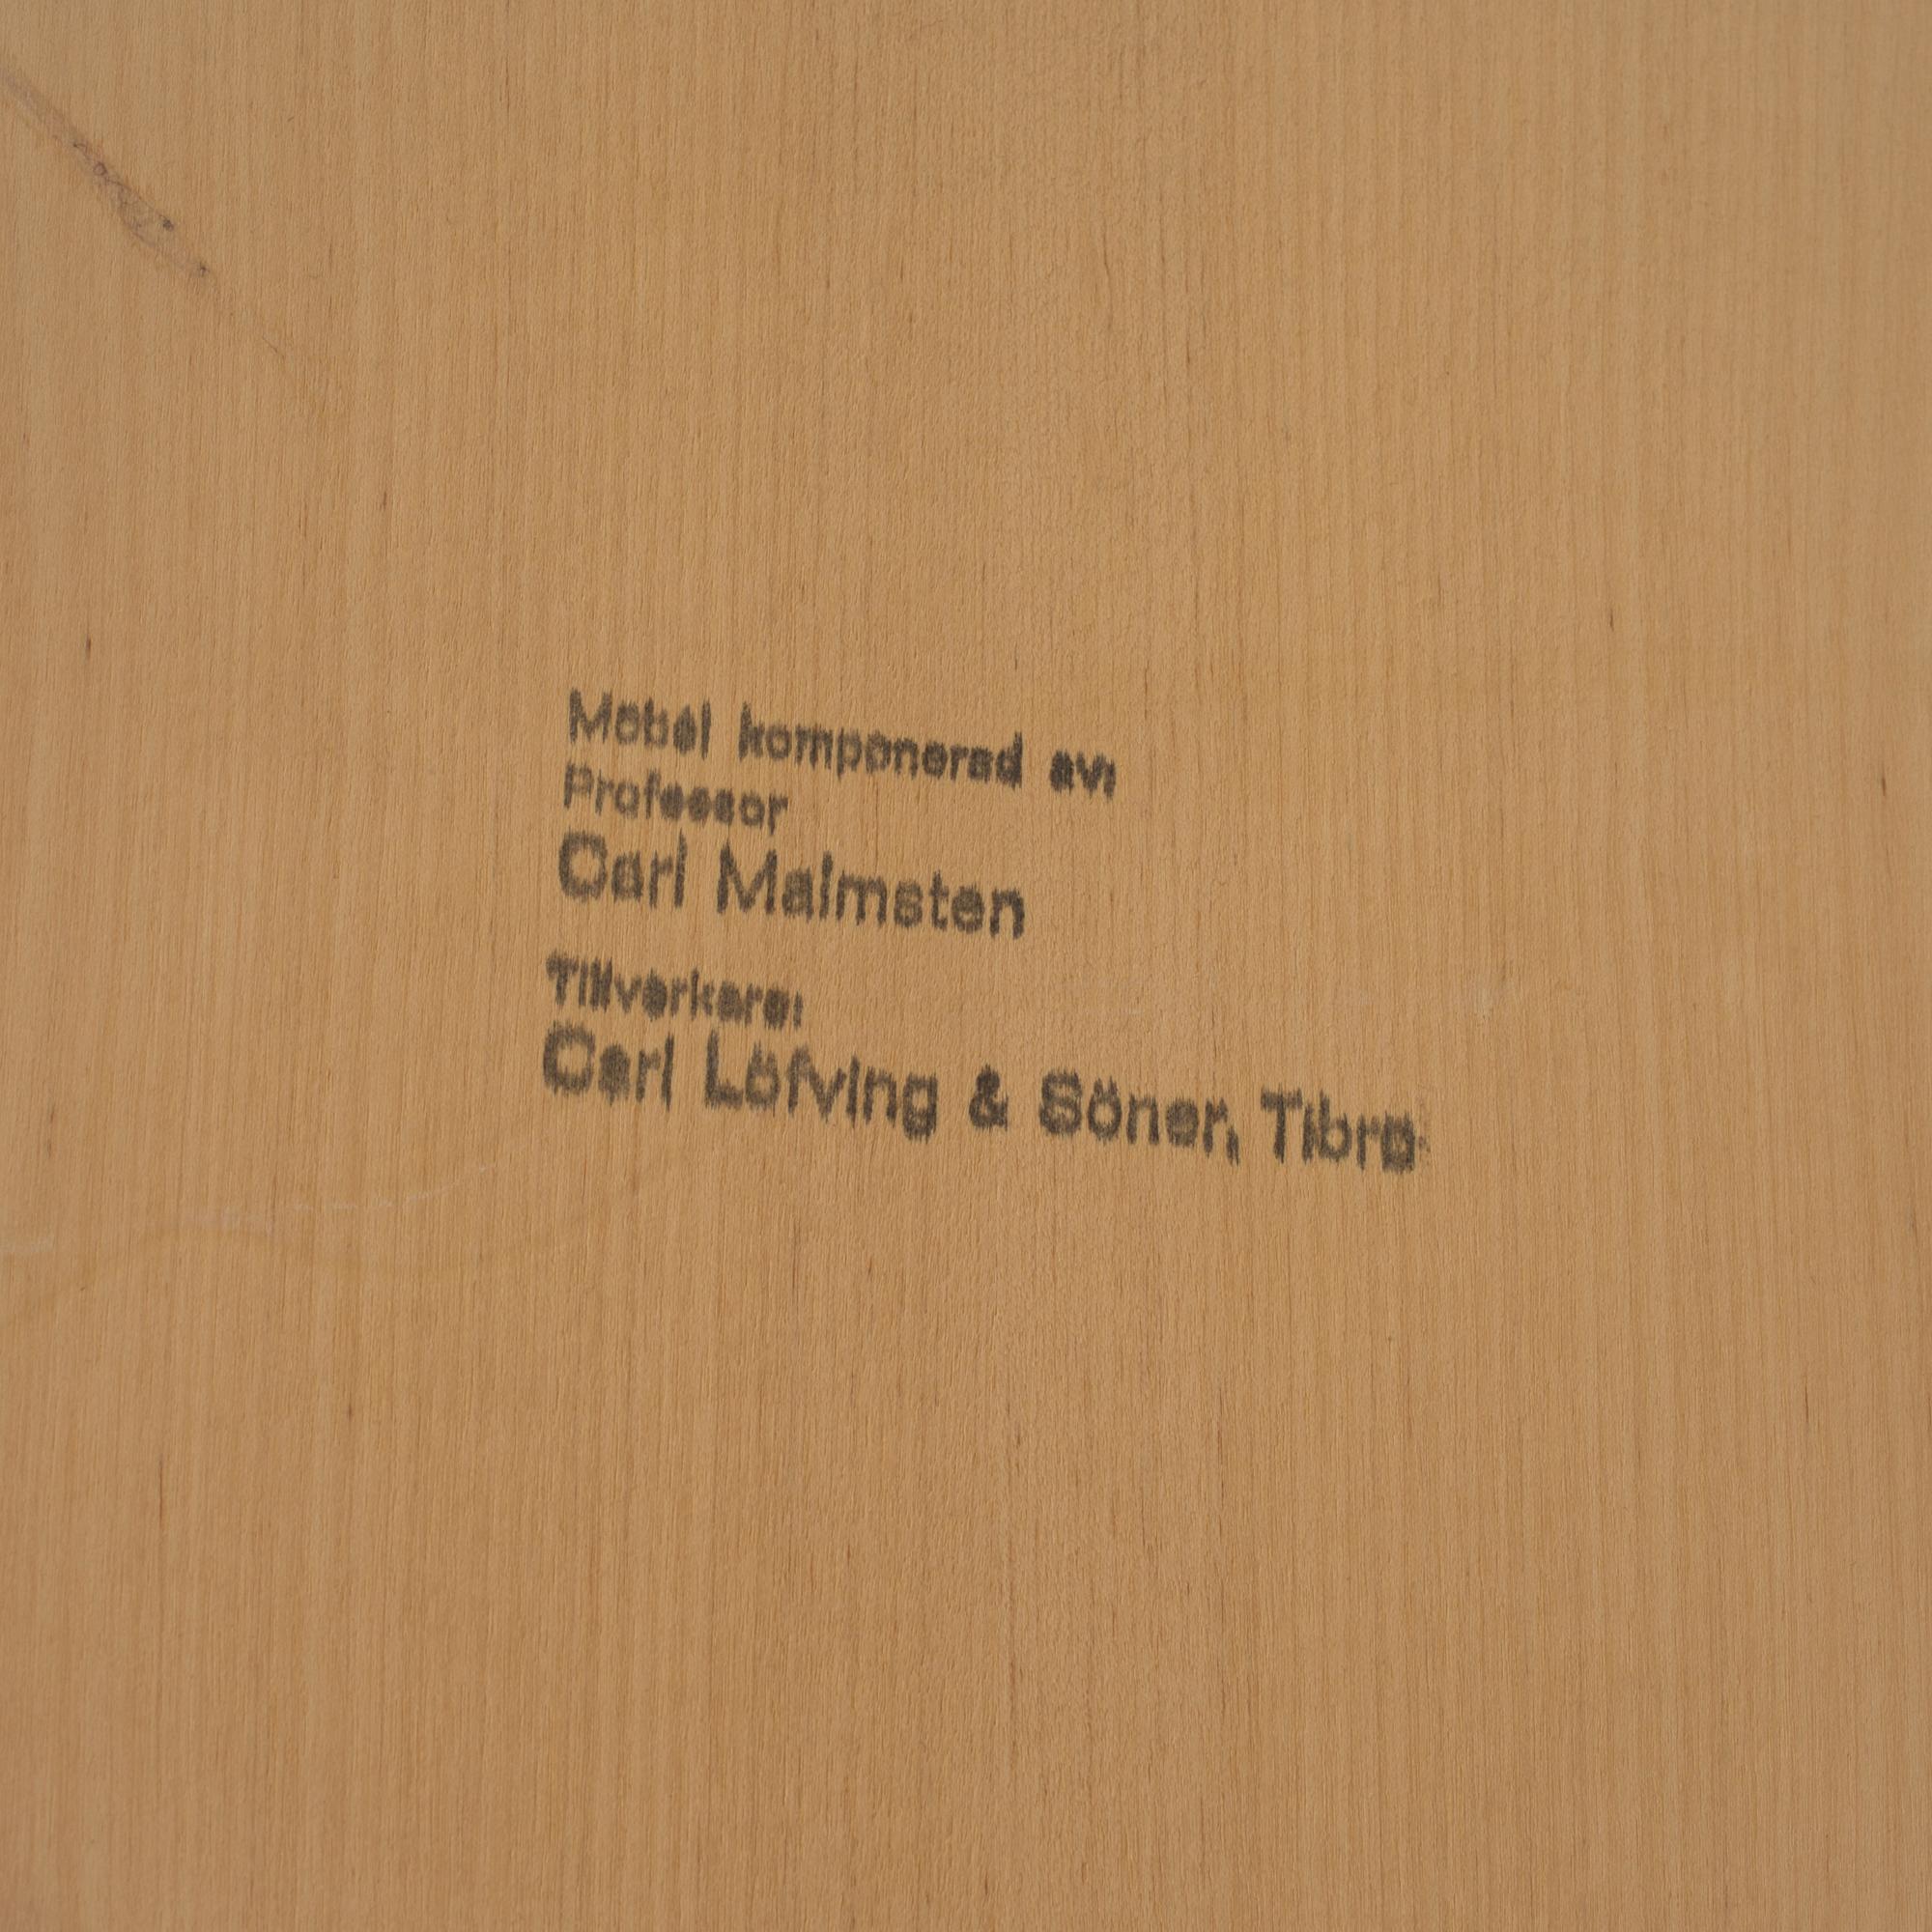 Möbel komponerad av:
Professor
Carl Malmsten
Tillverkare:
Carl Löfving & Söner, Tibro